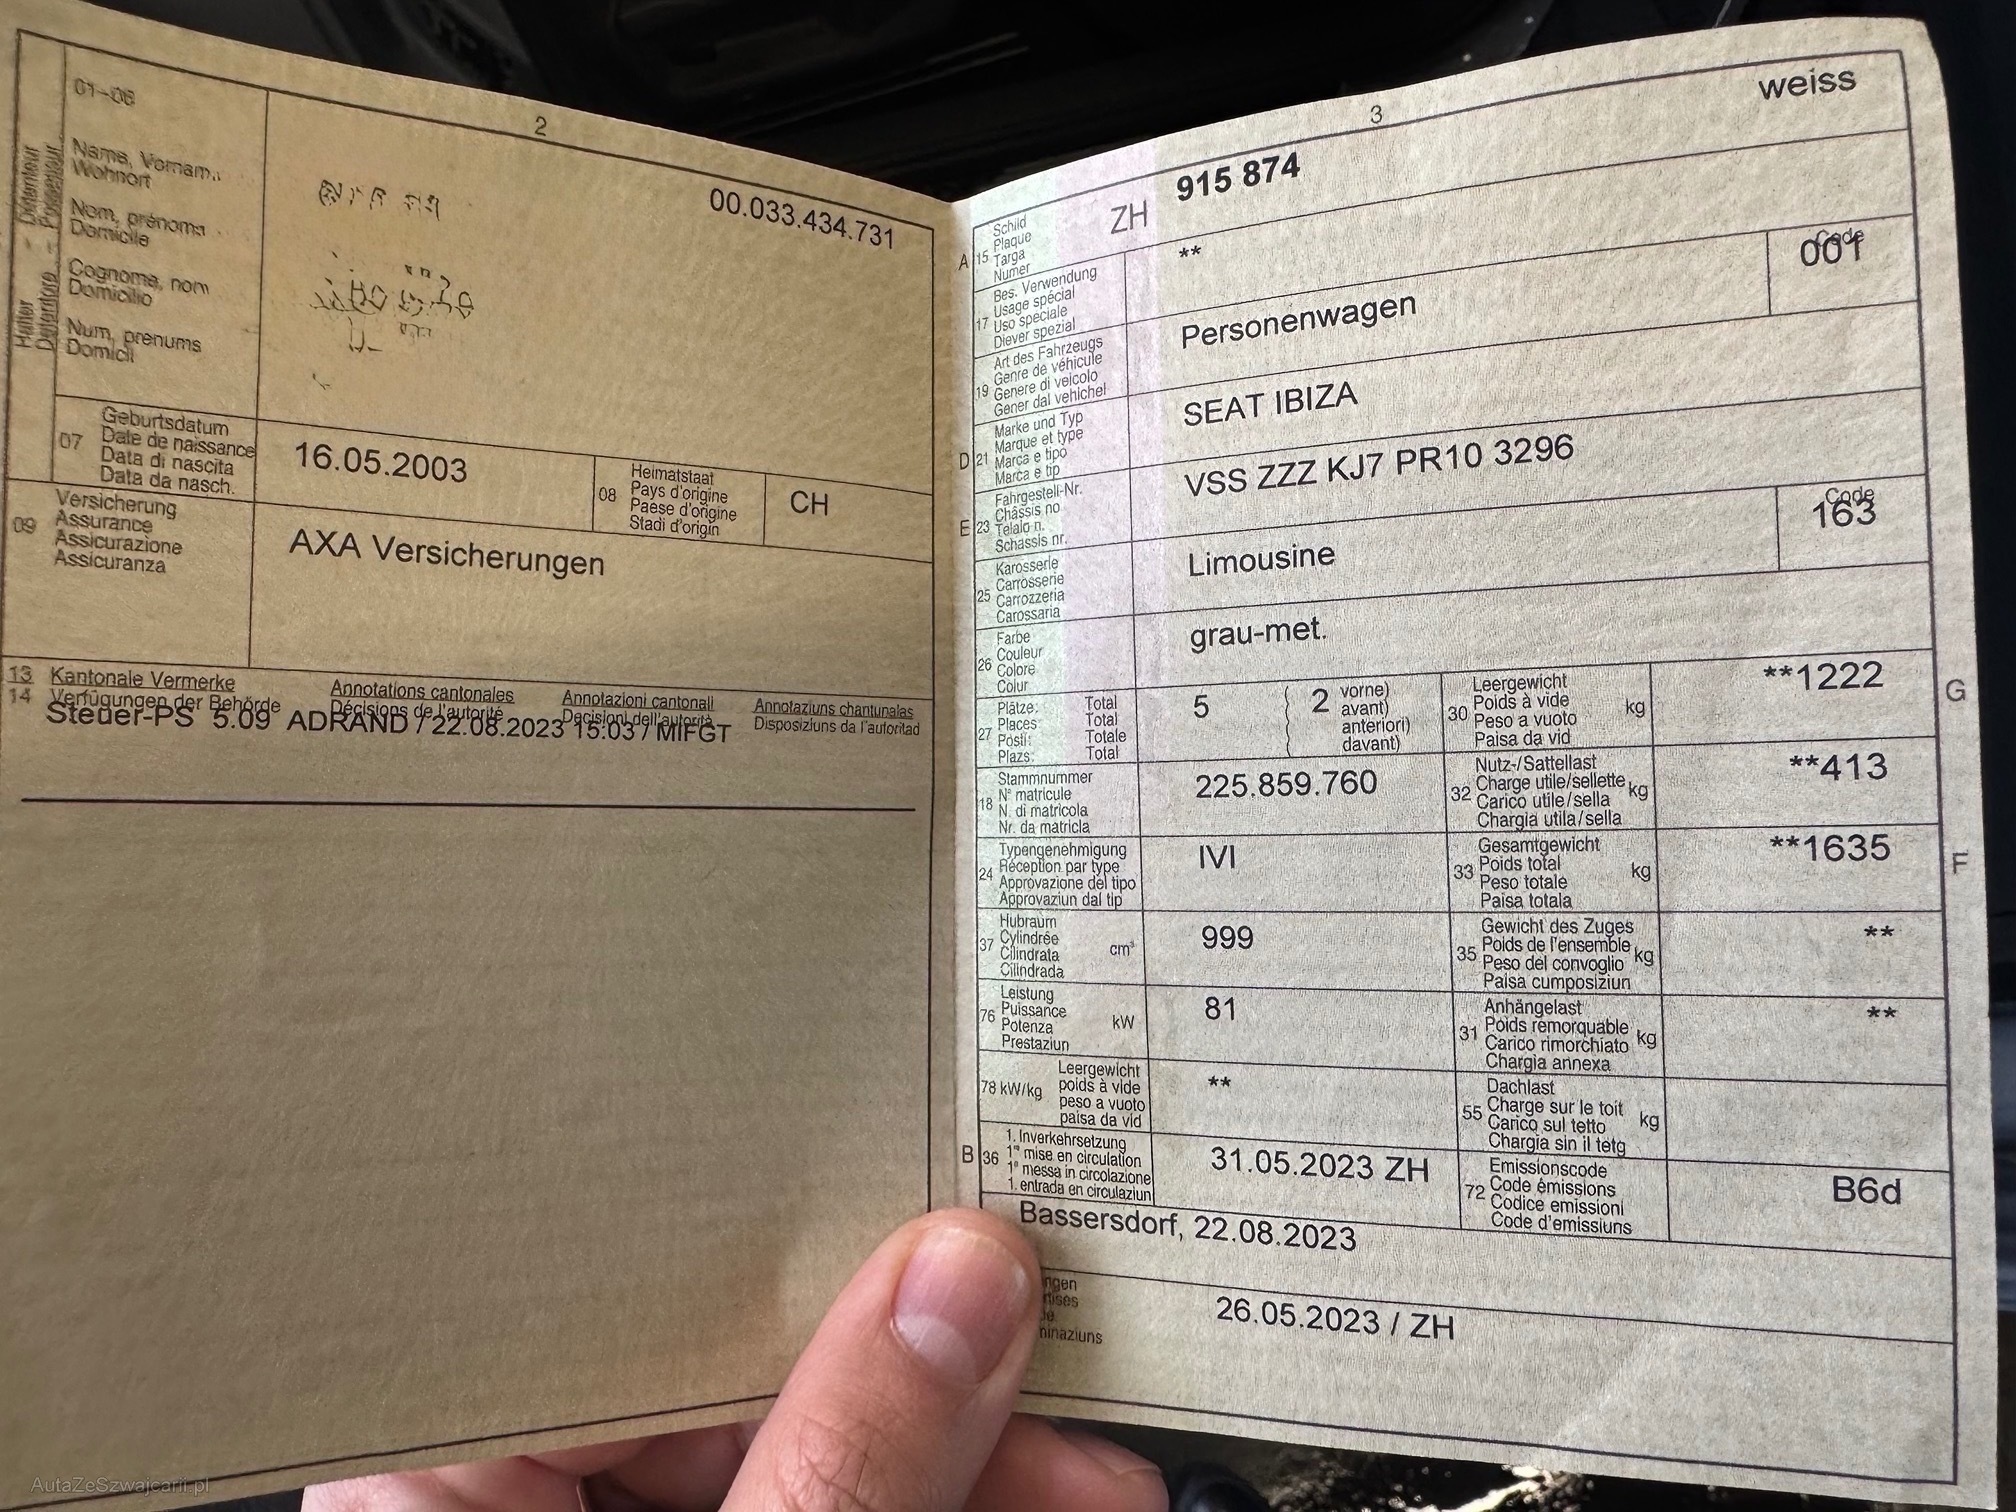 2
01-06
Halter
Détenteur
Detentore
Possessur
Name, Vorname,
Wohnort
Nom, prénoms
Domicile
Cognome, nom
Domicilio
Num, prenums
Domicil
00.033.434.731
07
Geburtsdatum
Date de naissance
Data di nascita
Data da nasch.
16.05.2003
08
Heimatstaat
Pays d'origine
Paese d'origine
Stadi d'origin
CH
09
Versicherung
Assurance
Assicurazione
Assicuranza
AXA Versicherungen
13 Kantonale Vermerke Annotations cantonales Annotazioni cantonali Annotaziuns chantunalas
14 Verfügungen der Behörde Décisions de l'autorité Decisioni dell'autorità Disposiziuns da l'autoritad
Steuer-PS 5.09 ADRAND / 22.08.2023 15:03 / MIFGT
3
weiss
A 15
Schild
Plaque
Targa
Numer
ZH 915 874
17
Bes. Verwendung
Usage spécial
Uso speciale
Diever spezial
**
19
Art des Fahrzeugs
Genre de véhicule
Genere di veicolo
Gener dal vehichel
Personenwagen
Code
001
D 21
Marke und Typ
Marque et type
Marca e tipo
Marca e tip
SEAT IBIZA
E 23
Fahrgestell-Nr.
Châssis no
Telaio n.
Schassis nr.
VSS ZZZ KJ7 PR10 3296
25
Karosserie
Carrosserie
Carrozzeria
Carossaria
Limousine
Code
163
26
Farbe
Couleur
Colore
Colur
grau-met.
27
Plätze: Total
Places: Total
Posti: Totale
Plazs: Total
5
2
vorne)
avant)
anteriori)
davant)
30
Leergewicht
Poids à vide
Peso a vuoto
Paisa da vid
kg
**1222
G
18
Stammnummer
N° matricule
N. di matricola
Nr. da matricla
225.859.760
32
Nutz-/Sattellast
Charge utile/sellette
Carico utile/sella
Chargia utila/sella
kg
**413
24
Typengenehmigung
Réception par type
Approvazione del tipo
Approvaziun dal tip
IVI
33
Gesamtgewicht
Poids total
Peso totale
Paisa totala
kg
**1635
F
37
Hubraum
Cylindrée
Cilindrata
Cilindrada
cm³
999
35
Gewicht des Zuges
Poids de l'ensemble
Peso del convoglio
Paisa cumposiziun
kg
**
76
Leistung
Puissance
Potenza
Prestaziun
kW
81
31
Anhängelast
Poids remorquable
Carico rimorchiato
Chargia annexa
kg
**
78 kW/kg
Leergewicht
poids à vide
peso a vuoto
paisa da vid
**
55
Dachlast
Charge sur le toit
Carico sul tetto
Chargia sin il tetg
kg
B 36
1. Inverkehrsetzung
1re mise en circulation
1a messa in circolazione
1. entrada en circulaziun
31.05.2023 ZH
72
Emissionscode
Code émissions
Codice emissioni
Code d'emissiuns
B6d
Bassersdorf, 22.08.2023
26.05.2023 / ZH
AutaZeSzwajcarii.pl